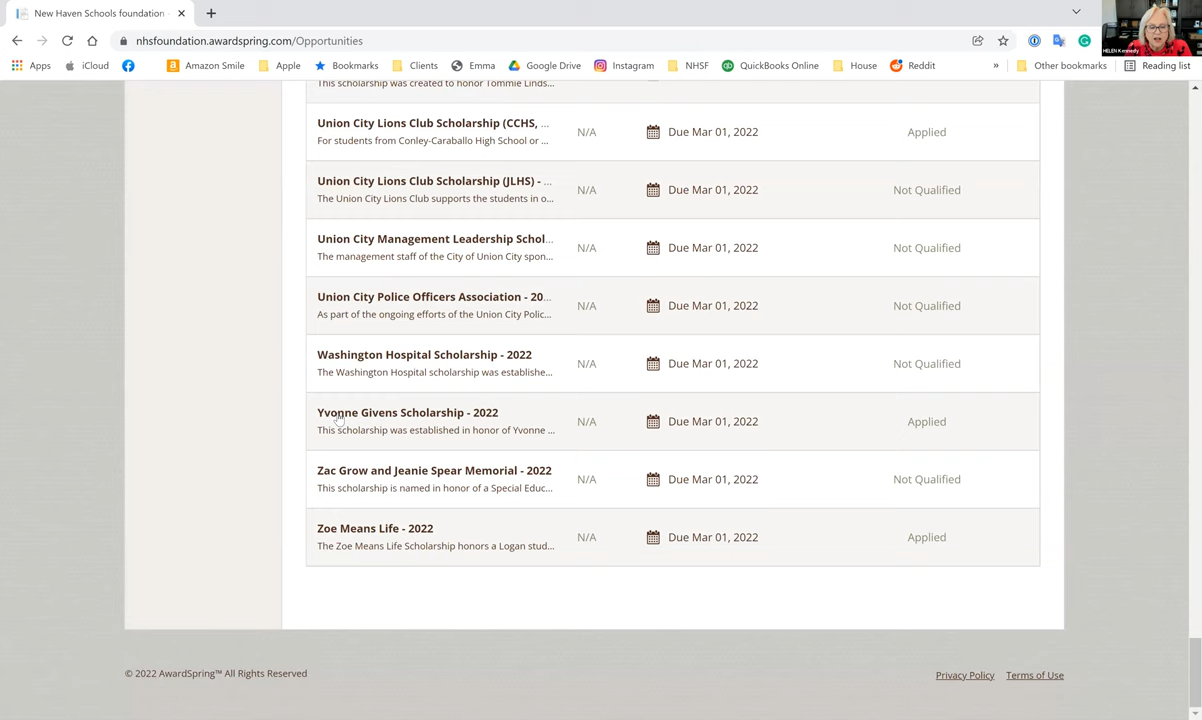 New Haven Schools foundation -
nhsfoundation.awardspring.com/Opportunities
HELEN Kennedy
Apps iCloud Amazon Smile Apple Bookmarks Clients Emma Google Drive Instagram NHSF QuickBooks Online House Reddit » Other bookmarks Reading list
This scholarship was created to honor Tommie Linds...
Union City Lions Club Scholarship (CCHS, ...
For students from Conley-Caraballo High School or ...
N/A Due Mar 01, 2022 Applied
Union City Lions Club Scholarship (JLHS) - ...
The Union City Lions Club supports the students in o...
N/A Due Mar 01, 2022 Not Qualified
Union City Management Leadership Schol...
The management staff of the City of Union City spon...
N/A Due Mar 01, 2022 Not Qualified
Union City Police Officers Association - 20...
As part of the ongoing efforts of the Union City Polic...
N/A Due Mar 01, 2022 Not Qualified
Washington Hospital Scholarship - 2022
The Washington Hospital scholarship was establishe...
N/A Due Mar 01, 2022 Not Qualified
Yvonne Givens Scholarship - 2022
This scholarship was established in honor of Yvonne ...
N/A Due Mar 01, 2022 Applied
Zac Grow and Jeanie Spear Memorial - 2022
This scholarship is named in honor of a Special Educ...
N/A Due Mar 01, 2022 Not Qualified
Zoe Means Life - 2022
The Zoe Means Life Scholarship honors a Logan stud...
N/A Due Mar 01, 2022 Applied
© 2022 AwardSpring™ All Rights Reserved
Privacy Policy Terms of Use